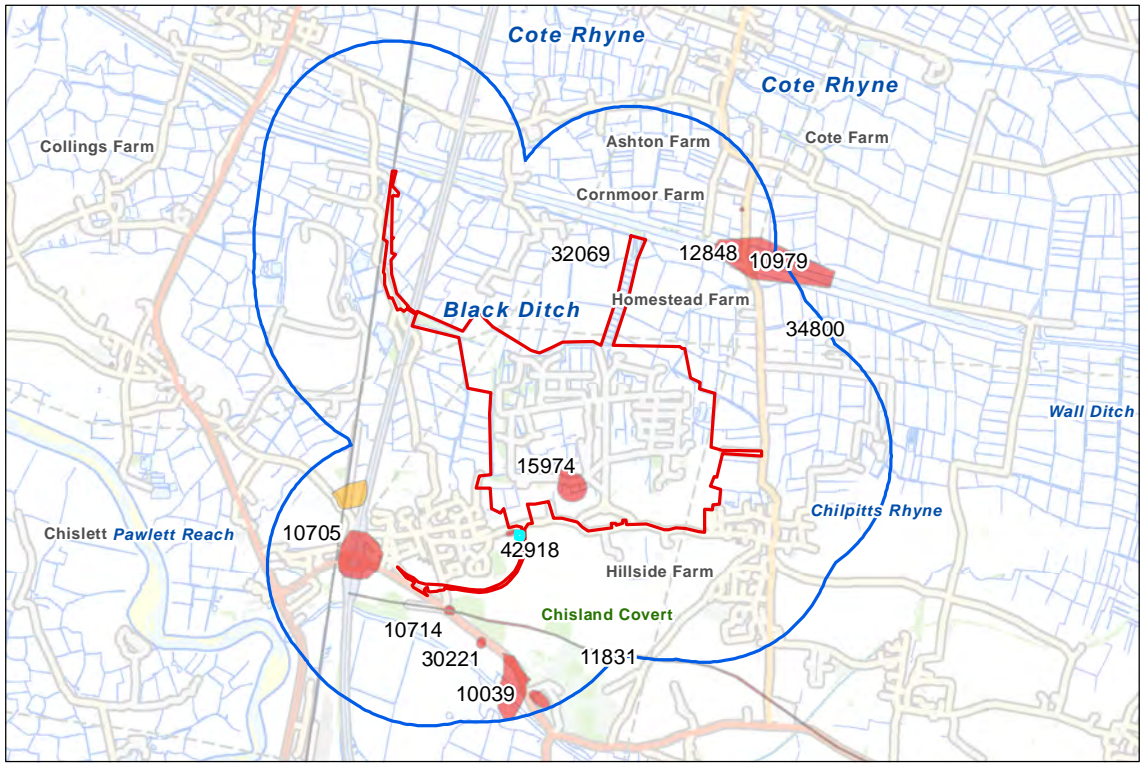 Cote Rhyne
Cote Rhyne
Collings Farm
Ashton Farm
Cote Farm
Cornmoor Farm
32069
12848
10979
Homestead Farm
Black Ditch
34800
Wall Ditch
15974
Chilpitts Rhyne
Chislett
Pawlett Reach
10705
42918
Hillside Farm
Chisland Covert
10714
30221
11831
10039